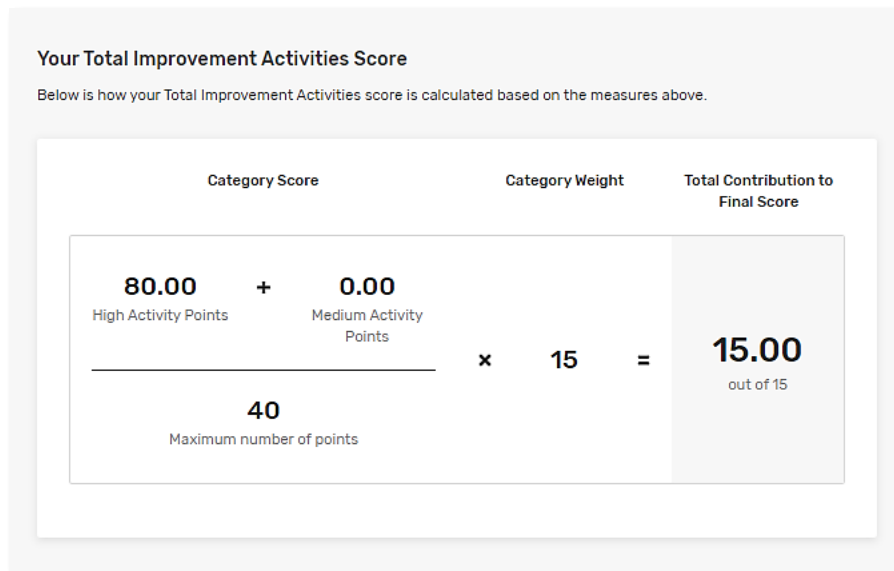 Your Total Improvement Activities Score
Below is how your Total Improvement Activities score is calculated based on the measures above.
Category Score
Category Weight
Total Contribution to
Final Score
80.00 + 0.00
High Activity Points
Medium Activity
Points
40
Maximum number of points
× 15 =
15.00
out of 15